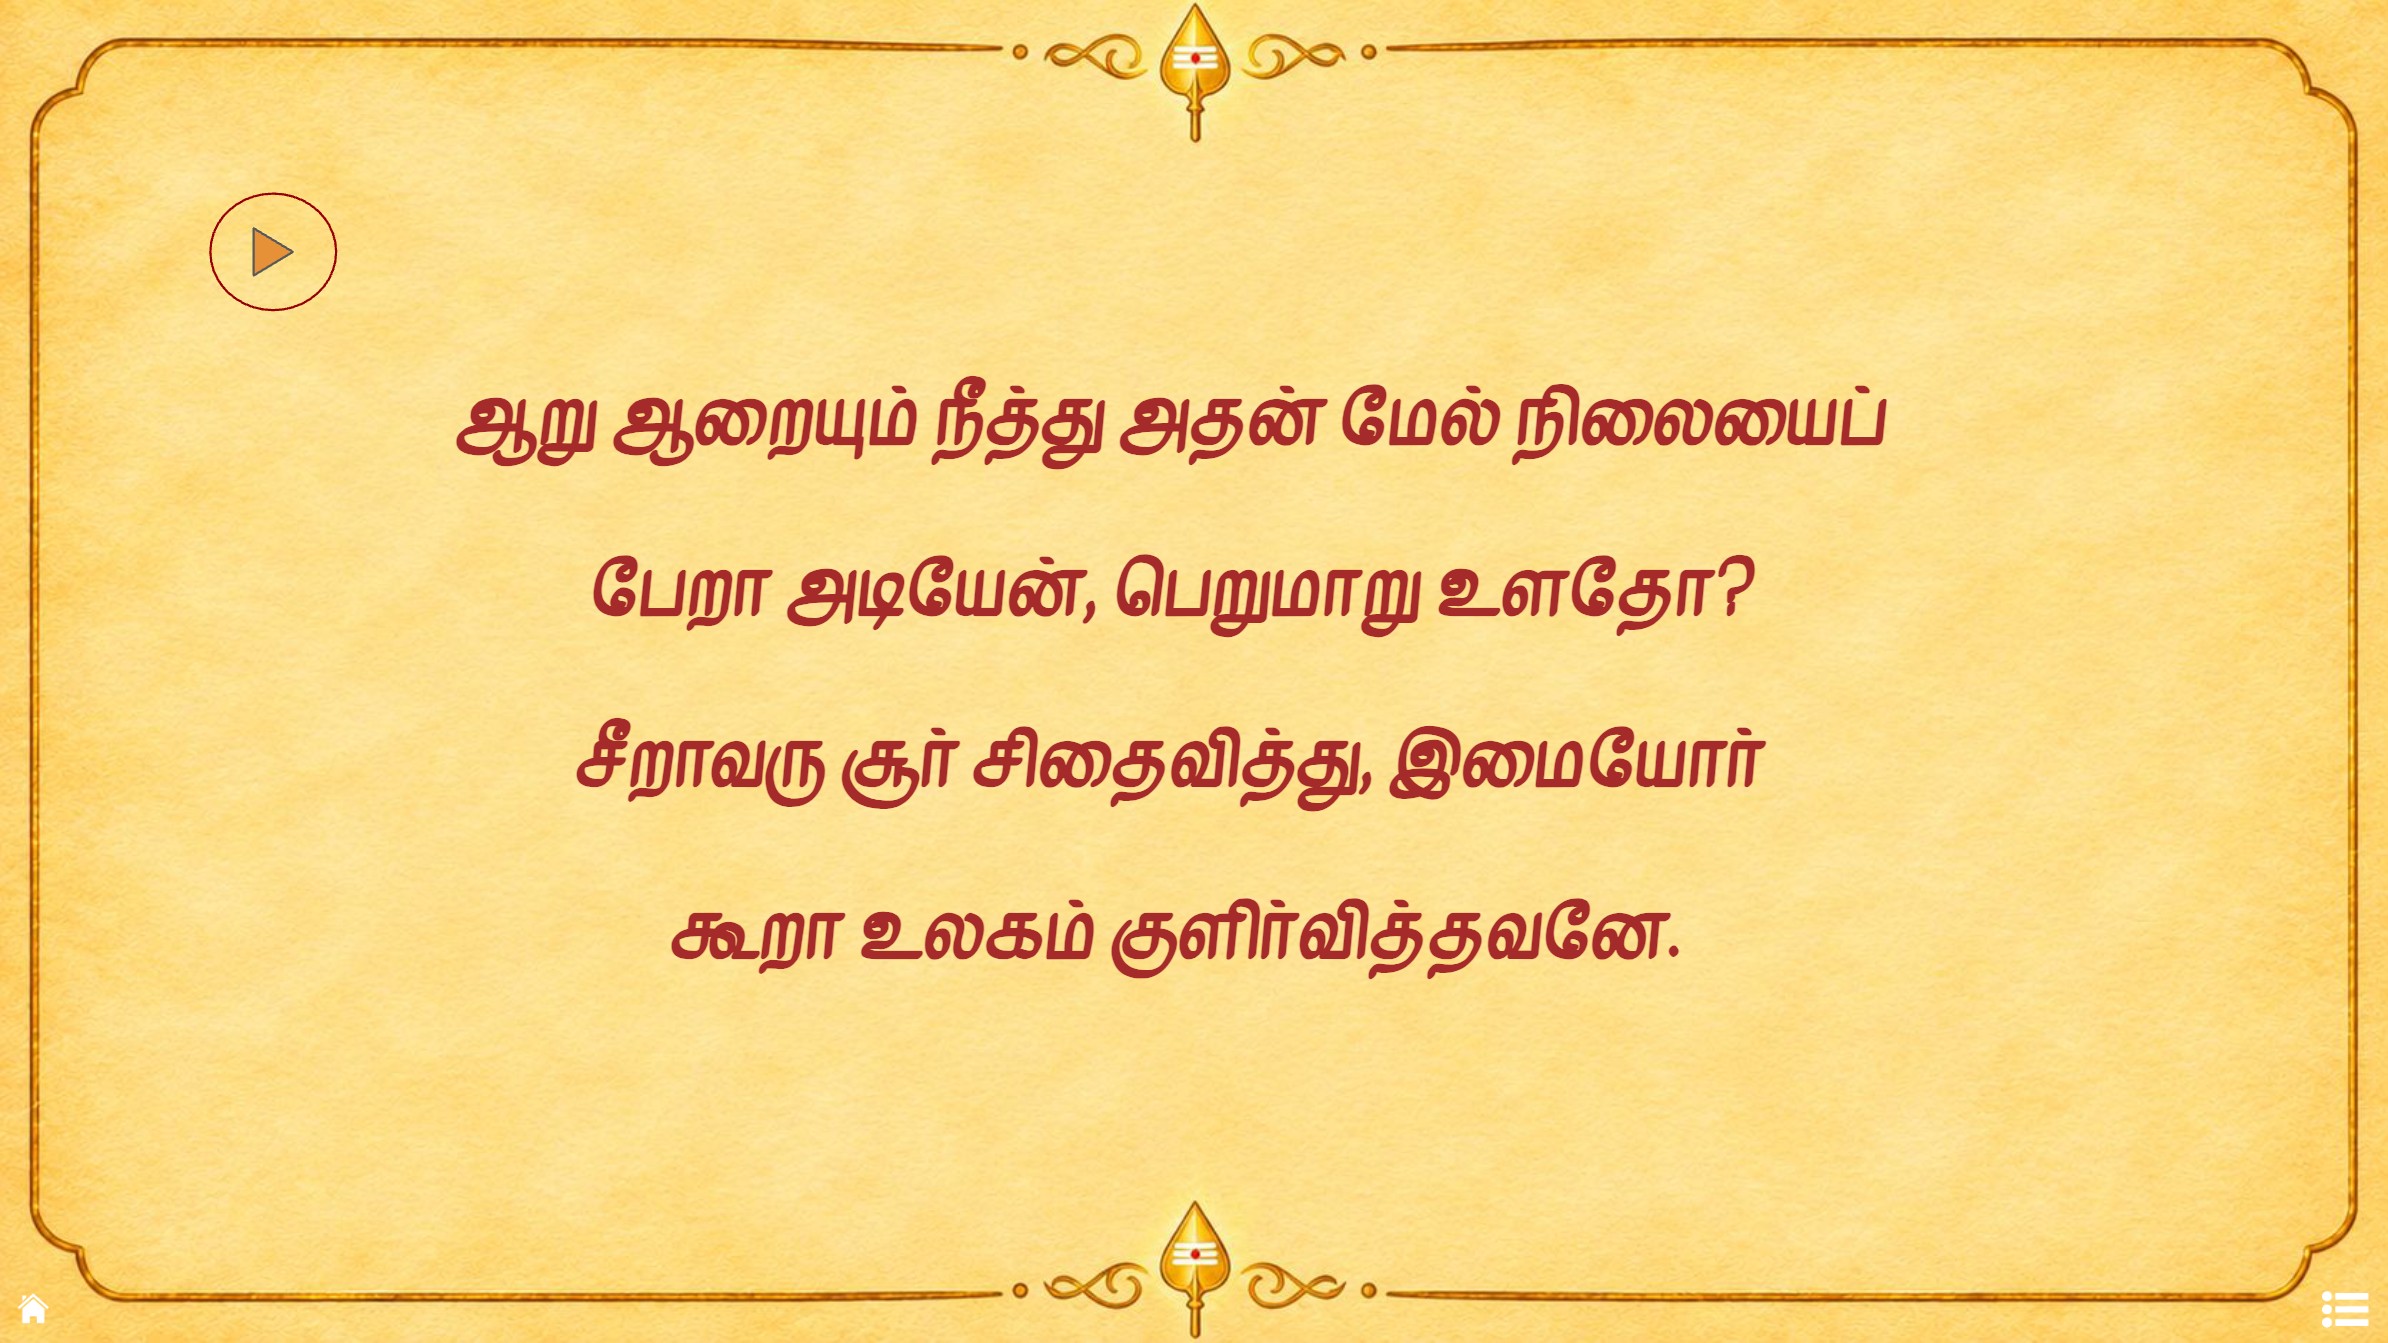 ஆறு ஆறையும் நீத்து அதன் மேல் நிலையைப்
பேறா அடியேன், பெறுமாறு உளதோ?
சீறாவரு சூர் சிதைவித்து, இமையோர்
கூறா உலகம் குளிர்வித்தவனே.